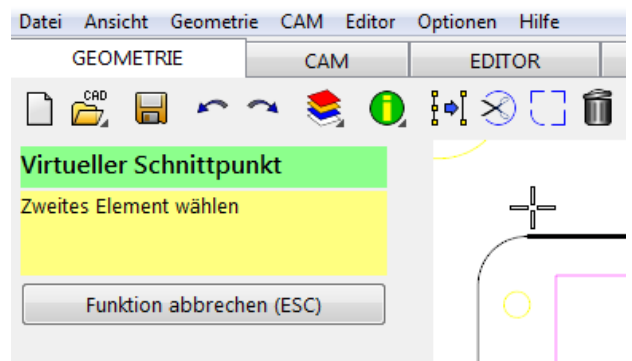 Datei Ansicht Geometrie CAM Editor Optionen Hilfe
GEOMETRIE CAM EDITOR
CAD
Virtueller Schnittpunkt
Zweites Element wählen
Funktion abbrechen (ESC)